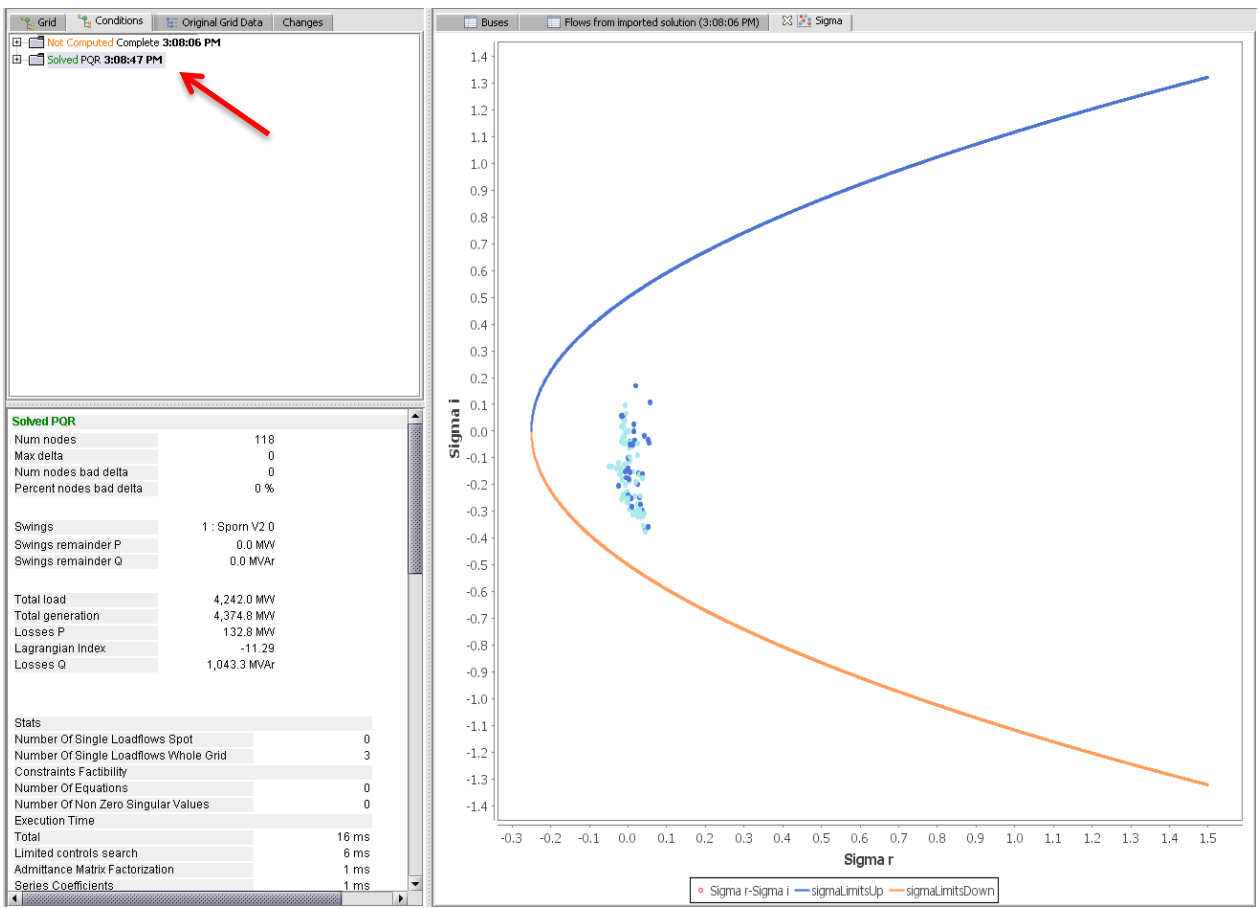 Grid Conditions Original Grid Data Changes
Not Computed Complete 3:08:06 PM
Solved PQR 3:08:47 PM
Solved PQR
Num nodes 118
Max delta 0
Num nodes bad delta 0
Percent nodes bad delta 0 %
Swings 1 : Sporn V2 0
Swings remainder P 0.0 MW
Swings remainder Q 0.0 MVAr
Total load 4,242.0 MW
Total generation 4,374.8 MW
Losses P 132.8 MW
Lagrangian Index -11.29
Losses Q 1,043.3 MVAr
Stats
Number Of Single Loadflows Spot 0
Number Of Single Loadflows Whole Grid 3
Constraints Factibility
Number Of Equations 0
Number Of Non Zero Singular Values 0
Execution Time
Total 16 ms
Limited controls search 6 ms
Admittance Matrix Factorization 1 ms
Series Coefficients 1 ms
Buses Flows from imported solution (3:08:06 PM) Sigma
1.4
1.3
1.2
1.1
1.0
0.9
0.8
0.7
0.6
0.5
0.4
0.3
0.2
0.1
0.0
-0.1
-0.2
-0.3
-0.4
-0.5
-0.6
-0.7
-0.8
-0.9
-1.0
-1.1
-1.2
-1.3
-1.4
Sigma i
-0.3 -0.2 -0.1 0.0 0.1 0.2 0.3 0.4 0.5 0.6 0.7 0.8 0.9 1.0 1.1 1.2 1.3 1.4 1.5
Sigma r
Sigma r-Sigma i sigmaLimitsUp sigmaLimitsDown